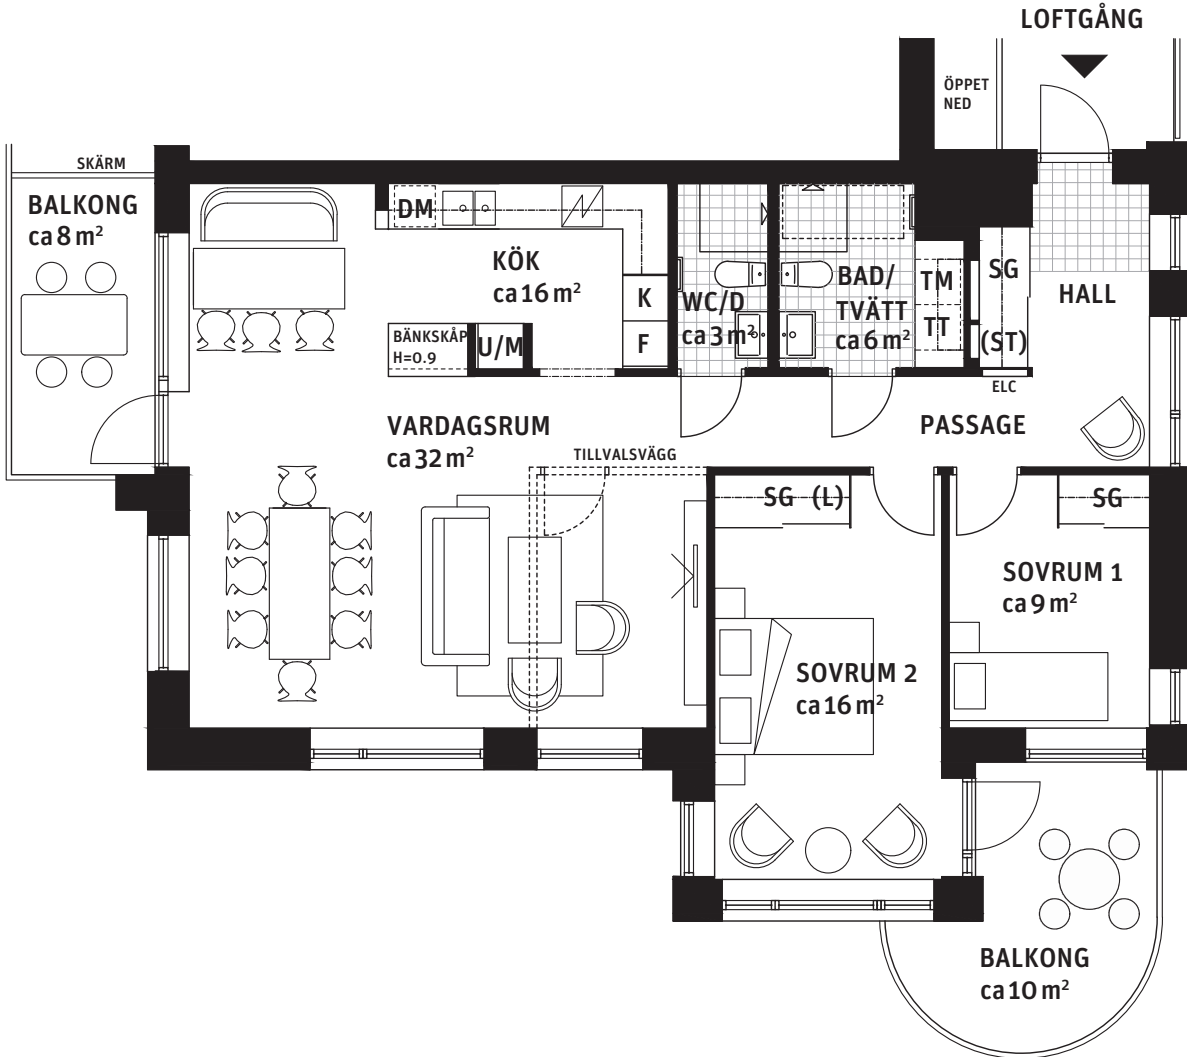 LOFTGÅNG
ÖPPET
NED
SKÄRM
BALKONG
ca 8 m²
DM
KÖK
ca 16 m²
K
F
BÄNKSKÅP
H=0.9
U/M
WC/D
ca 3 m²
BAD/
TVÄTT
ca 6 m²
TM
TT
SG
(ST)
ELC
HALL
PASSAGE
VARDAGSRUM
ca 32 m²
TILLVALSVÄGG
SG (L)
SG
SOVRUM 1
ca 9 m²
SOVRUM 2
ca 16 m²
BALKONG
ca 10 m²